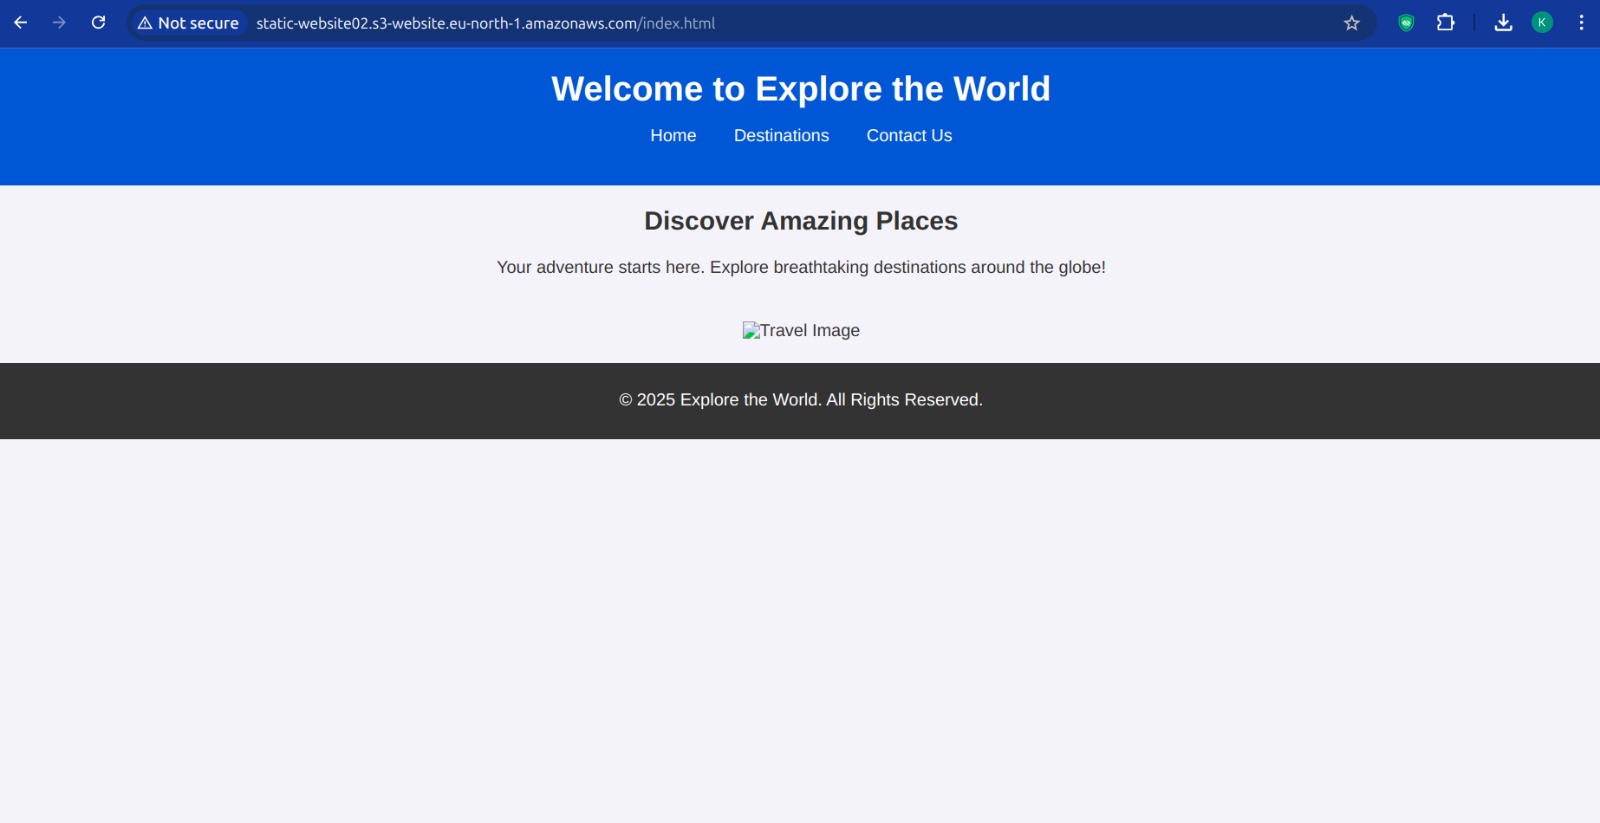 Not secure static-website02.s3-website.eu-north-1.amazonaws.com/index.html K
Welcome to Explore the World
Home Destinations Contact Us
Discover Amazing Places
Your adventure starts here. Explore breathtaking destinations around the globe!
Travel Image
© 2025 Explore the World. All Rights Reserved.